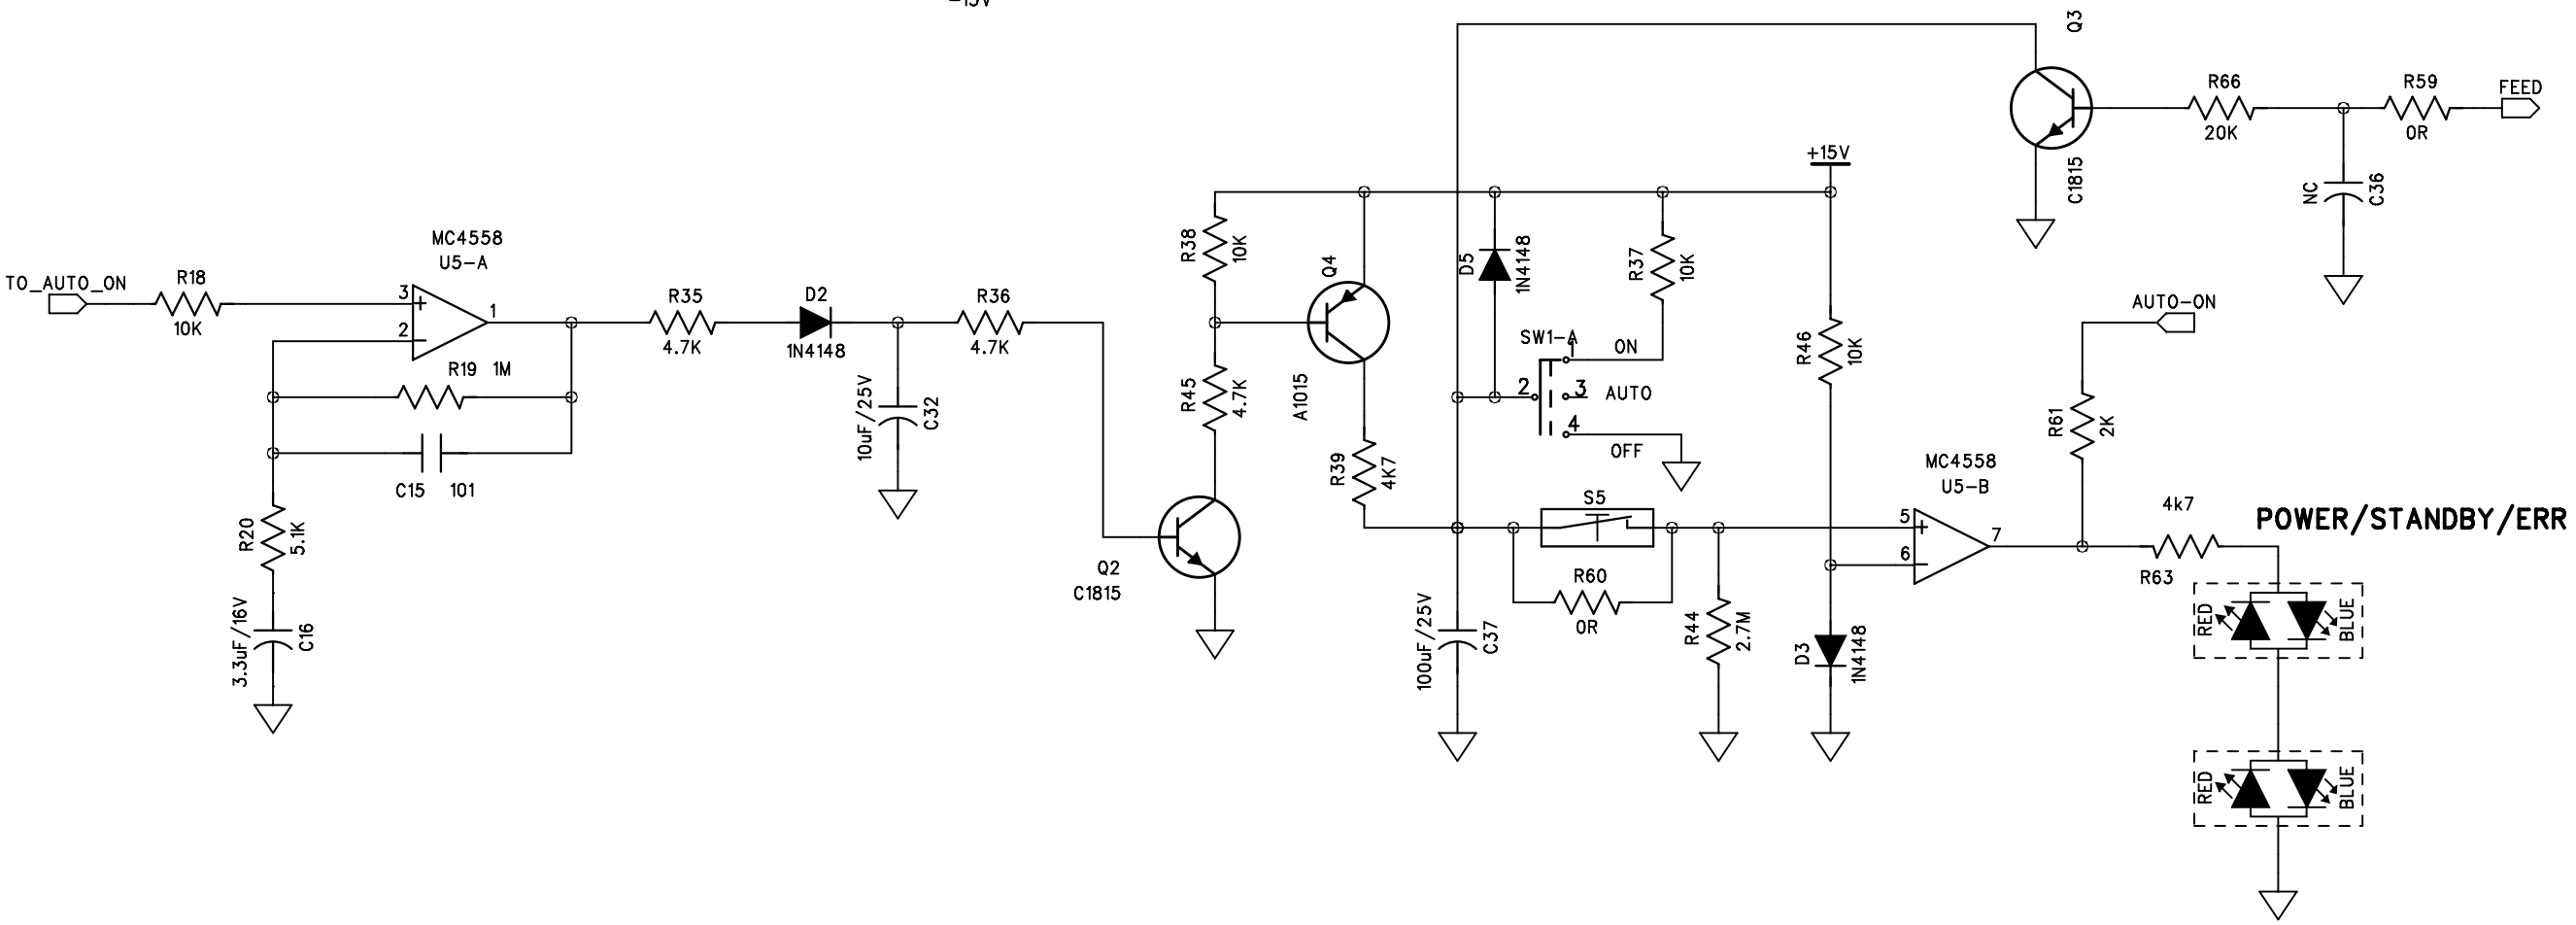 -15V
Q3
R66
20K
R59
0R
FEED
C1815
NC
C36
+15V
TO_AUTO_ON
R18
10K
MC4558
U5-A
3
2
1
R19 1M
C15 101
R20
5.1K
3.3uF/16V
C16
R35
4.7K
D2
1N4148
10uF/25V
C32
R36
4.7K
Q2
C1815
R38
10K
R45
4.7K
Q4
A1015
R39
4K7
D5
1N4148
R37
10K
SW1-A
1
ON
2
3
AUTO
4
OFF
S5
R60
0R
100uF/25V
C37
R44
2.7M
R46
10K
D3
1N4148
MC4558
U5-B
5
6
7
AUTO-ON
R61
2K
4k7
R63
POWER/STANDBY/ERR
RED
BLUE
RED
BLUE